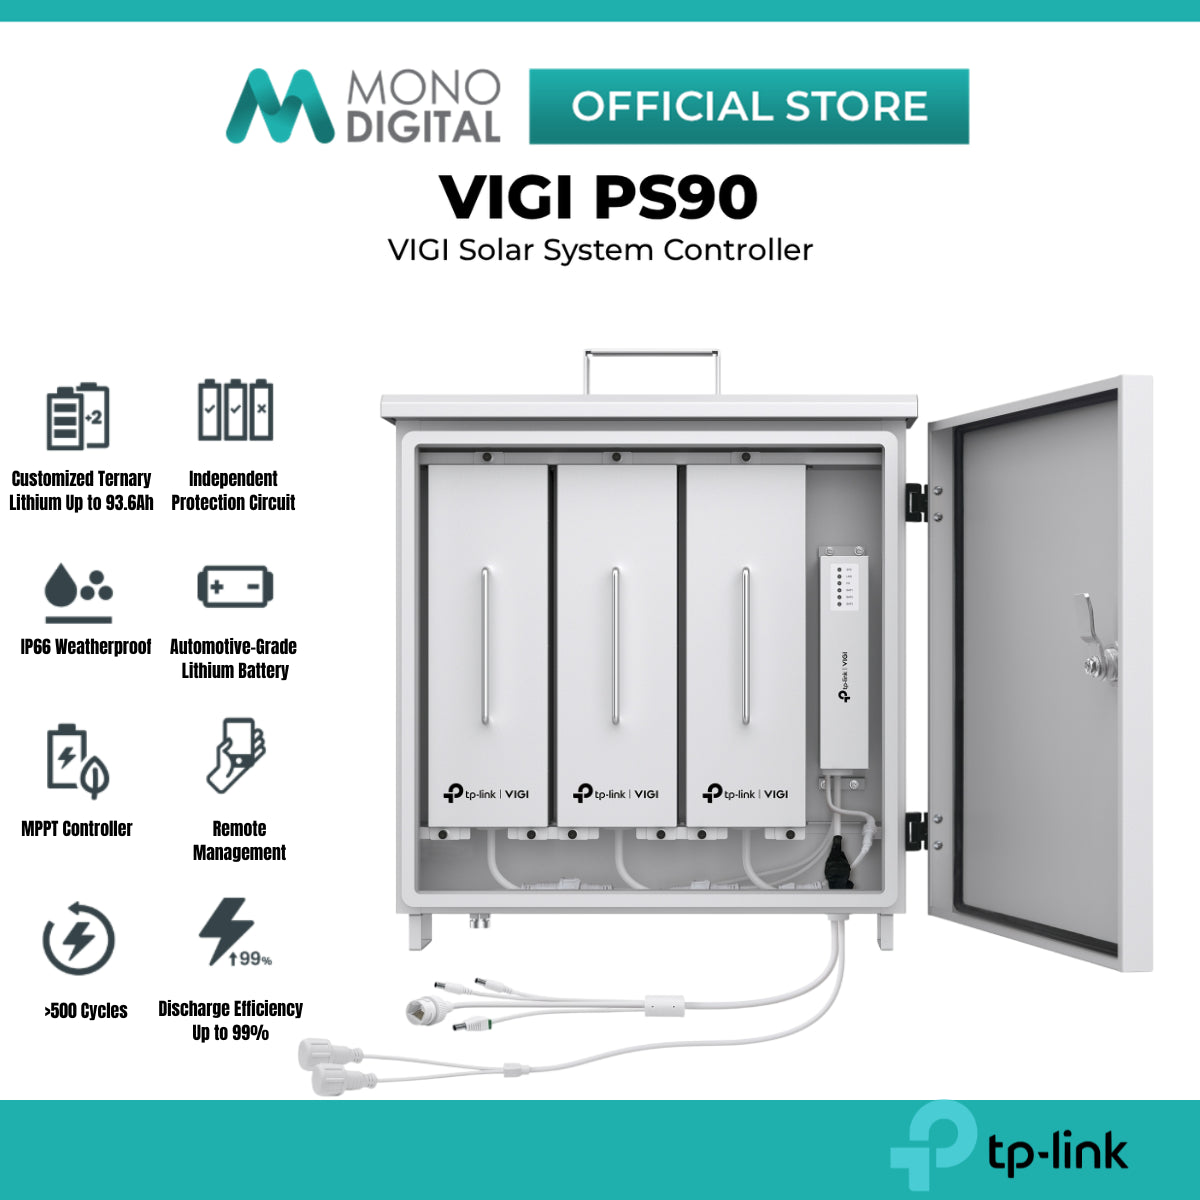 MONO
DIGITAL
OFFICIAL STORE
VIGI PS90
VIGI Solar System Controller
+2
Customized Ternary
Lithium Up to 93.6Ah
Independent
Protection Circuit
IP66 Weatherproof
Automotive-Grade
Lithium Battery
MPPT Controller
Remote
Management
>500 Cycles
99%
Discharge Efficiency
Up to 99%
tp-link | VIGI
tp-link | VIGI
tp-link | VIGI
tp-link | VIGI
tp-link